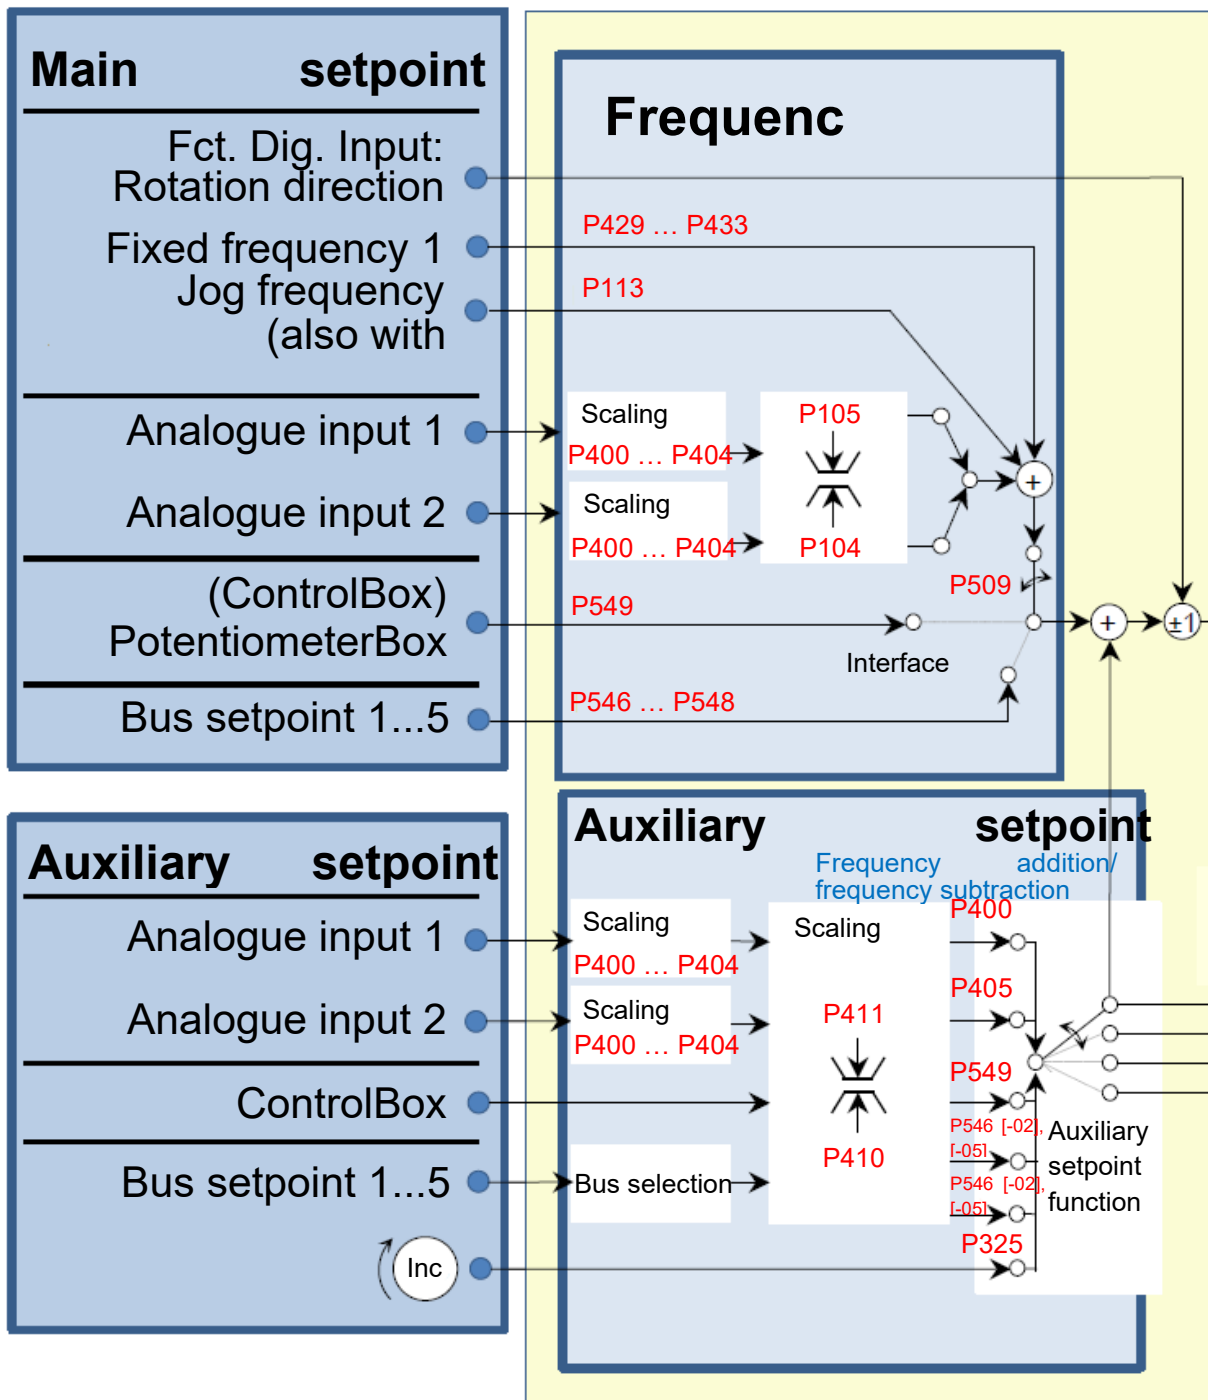 Main setpoint
Fct. Dig. Input:
Rotation direction
Fixed frequency 1
Jog frequency
(also with
Analogue input 1
Analogue input 2
(ControlBox)
PotentiometerBox
Bus setpoint 1...5
Frequenc
P429 … P433
P113
Scaling
P400 … P404
Scaling
P400 … P404
P105
P104
+
P509
P549
Interface
P546 … P548
+
±1
Auxiliary setpoint
Analogue input 1
Analogue input 2
ControlBox
Bus setpoint 1...5
Inc
Auxiliary setpoint
Frequency addition/
frequency subtraction
Scaling
P400 … P404
Scaling
P400 … P404
Bus selection
Scaling
P411
P410
P400
P405
P549
P546 [-02],
[-05]
P546 [-02],
[-05]
P325
Auxiliary
setpoint
function